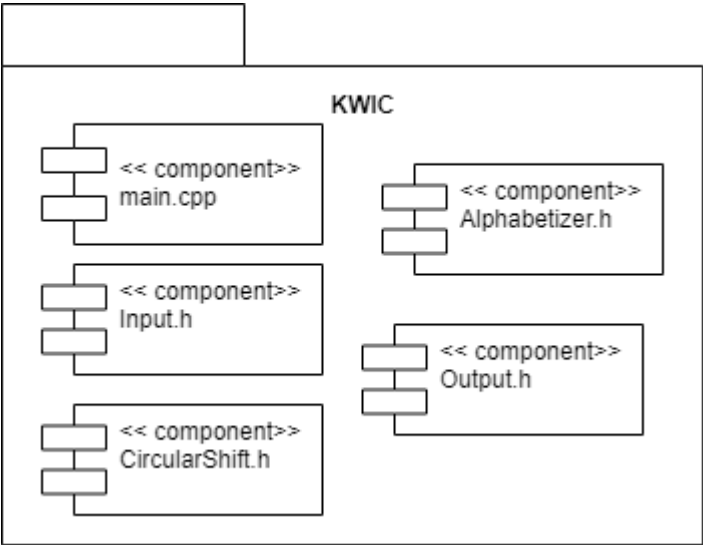 KWIC
<< component>>
main.cpp
<< component>>
Alphabetizer.h
<< component>>
Input.h
<< component>>
Output.h
<< component>>
CircularShift.h